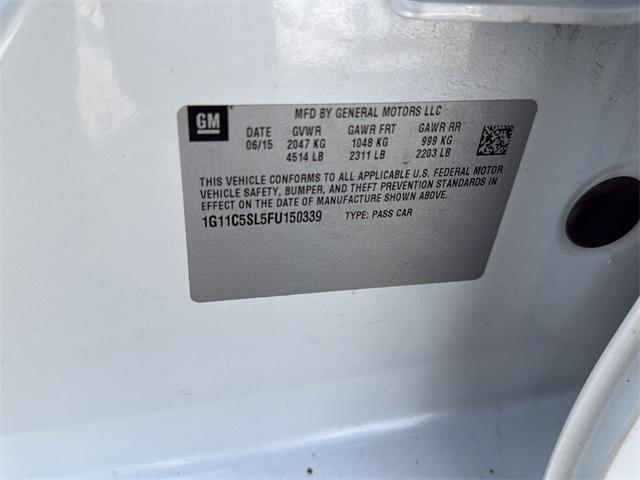 GM
MFD BY GENERAL MOTORS LLC
DATE GVWR GAWR FRT GAWR RR
06/15 2047 KG 1048 KG 999 KG
4514 LB 2311 LB 2203 LB
THIS VEHICLE CONFORMS TO ALL APPLICABLE U.S. FEDERAL MOTOR
VEHICLE SAFETY, BUMPER, AND THEFT PREVENTION STANDARDS IN
EFFECT ON THE DATE OF MANUFACTURE SHOWN ABOVE.
1G11C5SL5FU150339 TYPE: PASS CAR